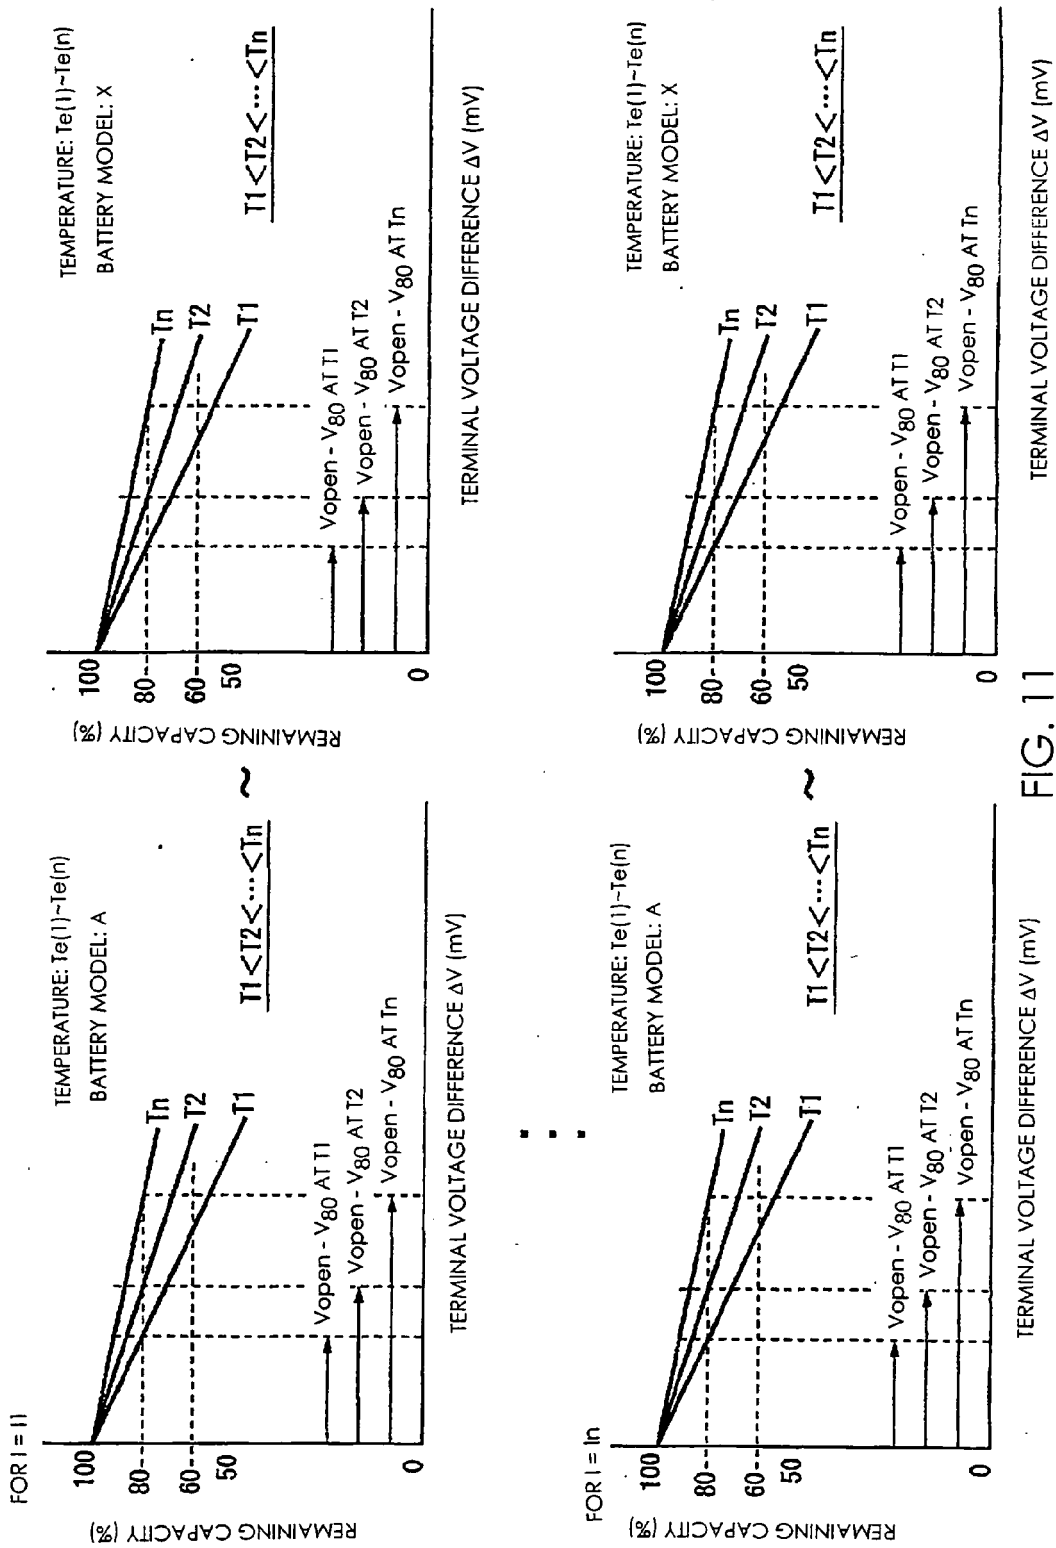 FOR I = I1
REMAINING CAPACITY (%)
100
80
60
50
0
TEMPERATURE: Te(1)~Te(n)
BATTERY MODEL: A
T1<T2<···<Tn
Tn
T2
T1
Vopen - V80 AT T1
Vopen - V80 AT T2
Vopen - V80 AT Tn
TERMINAL VOLTAGE DIFFERENCE ΔV (mV)
~
REMAINING CAPACITY (%)
100
80
60
50
0
TEMPERATURE: Te(1)~Te(n)
BATTERY MODEL: X
T1<T2<···<Tn
Tn
T2
T1
Vopen - V80 AT T1
Vopen - V80 AT T2
Vopen - V80 AT Tn
TERMINAL VOLTAGE DIFFERENCE ΔV (mV)
FOR I = In
REMAINING CAPACITY (%)
100
80
60
50
0
TEMPERATURE: Te(1)~Te(n)
BATTERY MODEL: A
T1<T2<···<Tn
Tn
T2
T1
Vopen - V80 AT T1
Vopen - V80 AT T2
Vopen - V80 AT Tn
TERMINAL VOLTAGE DIFFERENCE ΔV (mV)
~
REMAINING CAPACITY (%)
100
80
60
50
0
TEMPERATURE: Te(1)~Te(n)
BATTERY MODEL: X
T1<T2<···<Tn
Tn
T2
T1
Vopen - V80 AT T1
Vopen - V80 AT T2
Vopen - V80 AT Tn
TERMINAL VOLTAGE DIFFERENCE ΔV (mV)
FIG. 11